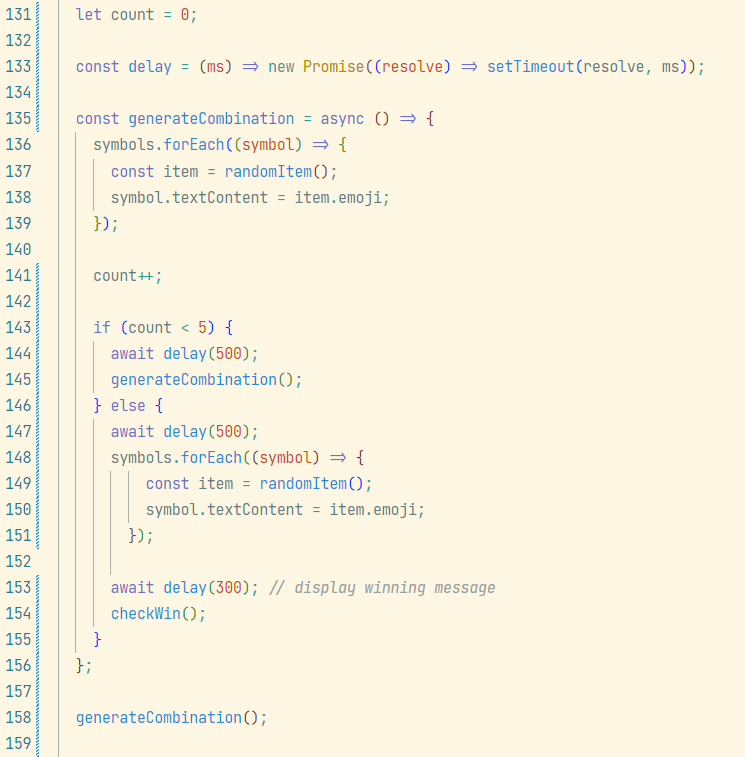 131 let count = 0;
132
133 const delay = (ms) => new Promise((resolve) => setTimeout(resolve, ms));
134
135 const generateCombination = async () => {
136 symbols.forEach((symbol) => {
137 const item = randomItem();
138 symbol.textContent = item.emoji;
139 });
140
141 count++;
142
143 if (count < 5) {
144 await delay(500);
145 generateCombination();
146 } else {
147 await delay(500);
148 symbols.forEach((symbol) => {
149 const item = randomItem();
150 symbol.textContent = item.emoji;
151 });
152
153 await delay(300); // display winning message
154 checkWin();
155 }
156 };
157
158 generateCombination();
159